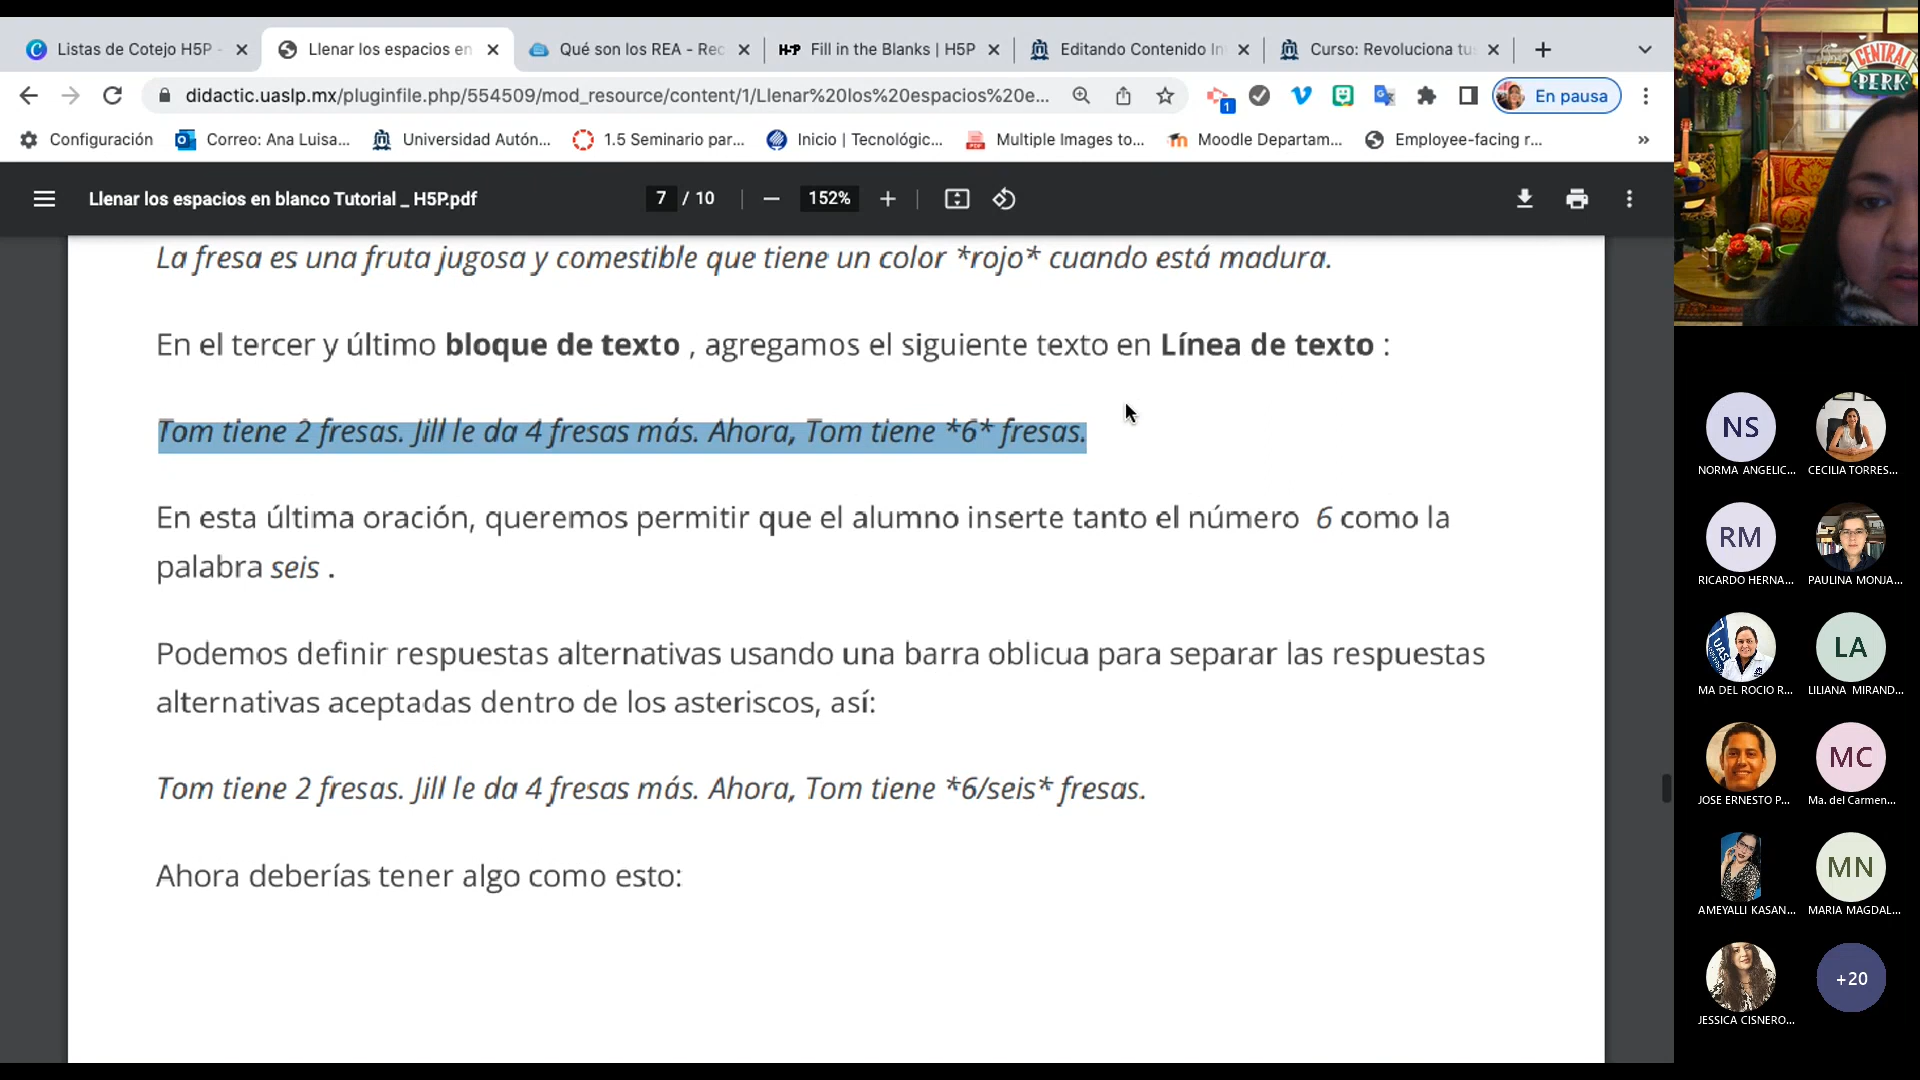 Listas de Cotejo H5P -
Llenar los espacios en
Qué son los REA - Rec
H5P Fill in the Blanks | H5P
Editando Contenido In
Curso: Revoluciona tus
didactic.uaslp.mx/pluginfile.php/554509/mod_resource/content/1/Llenar%20los%20espacios%20e...
1
En pausa
Configuración
Correo: Ana Luisa...
Universidad Autón...
1.5 Seminario par...
Inicio | Tecnológic...
Multiple Images to...
Moodle Departam...
Employee-facing r...
»
Llenar los espacios en blanco Tutorial _ H5P.pdf
7 / 10
152%
La fresa es una fruta jugosa y comestible que tiene un color *rojo* cuando está madura.
En el tercer y último bloque de texto , agregamos el siguiente texto en Línea de texto :
Tom tiene 2 fresas. Jill le da 4 fresas más. Ahora, Tom tiene *6* fresas.
En esta última oración, queremos permitir que el alumno inserte tanto el número 6 como la
palabra seis .
Podemos definir respuestas alternativas usando una barra oblicua para separar las respuestas
alternativas aceptadas dentro de los asteriscos, así:
Tom tiene 2 fresas. Jill le da 4 fresas más. Ahora, Tom tiene *6/seis* fresas.
Ahora deberías tener algo como esto:
CENTRAL
PERK
NS
NORMA ANGELIC...
CECILIA TORRES...
RM
RICARDO HERNA...
PAULINA MONJA...
MA DEL ROCIO R...
LA
LILIANA MIRAND...
JOSE ERNESTO P...
MC
Ma. del Carmen...
AMEYALLI KASAN...
MN
MARIA MAGDAL...
JESSICA CISNERO...
+20